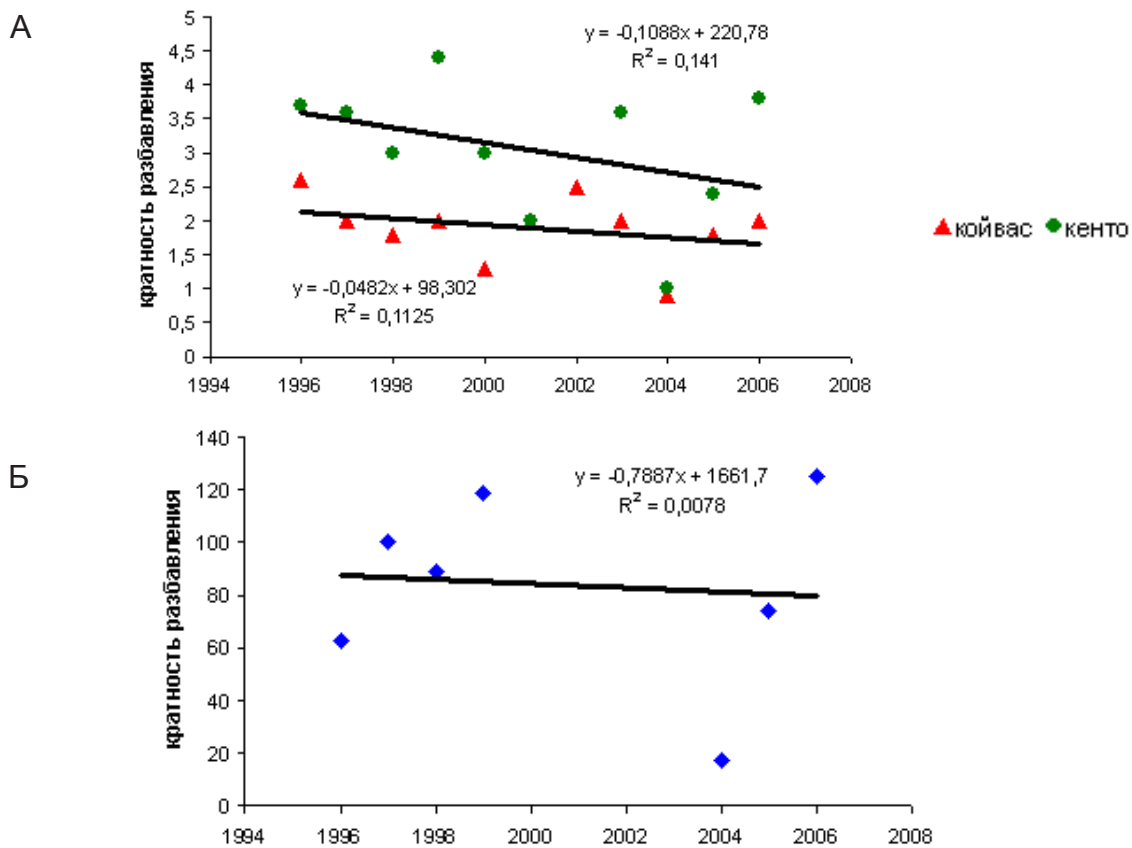 А
кратность разбавления
5
4,5
4
3,5
3
2,5
2
1,5
1
0,5
0
y = -0,1088x + 220,78
R² = 0,141
y = -0,0482x + 98,302
R² = 0,1125
1994 1996 1998 2000 2002 2004 2006 2008
койвас кенто
Б
кратность разбавления
140
120
100
80
60
40
20
0
y = -0,7887x + 1661,7
R² = 0,0078
1994 1996 1998 2000 2002 2004 2006 2008